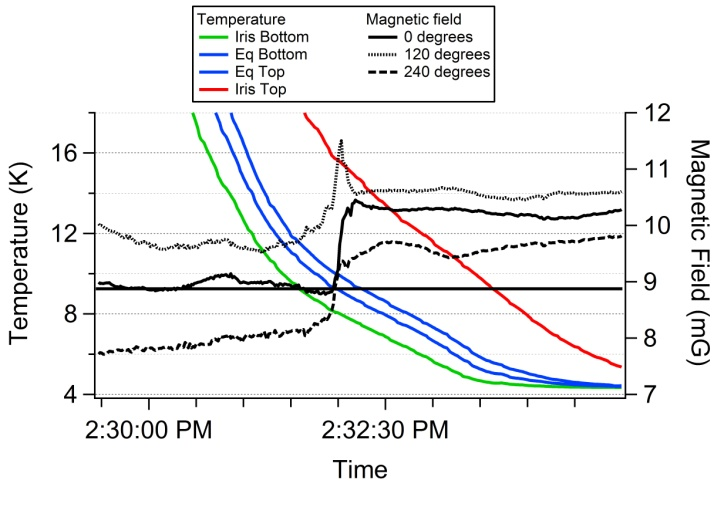 Temperature Magnetic field
Iris Bottom 0 degrees
Eq Bottom 120 degrees
Eq Top 240 degrees
Iris Top
Temperature (K)
16
12
8
4
12
11
10
9
8
7
Magnetic Field (mG)
2:30:00 PM 2:32:30 PM
Time